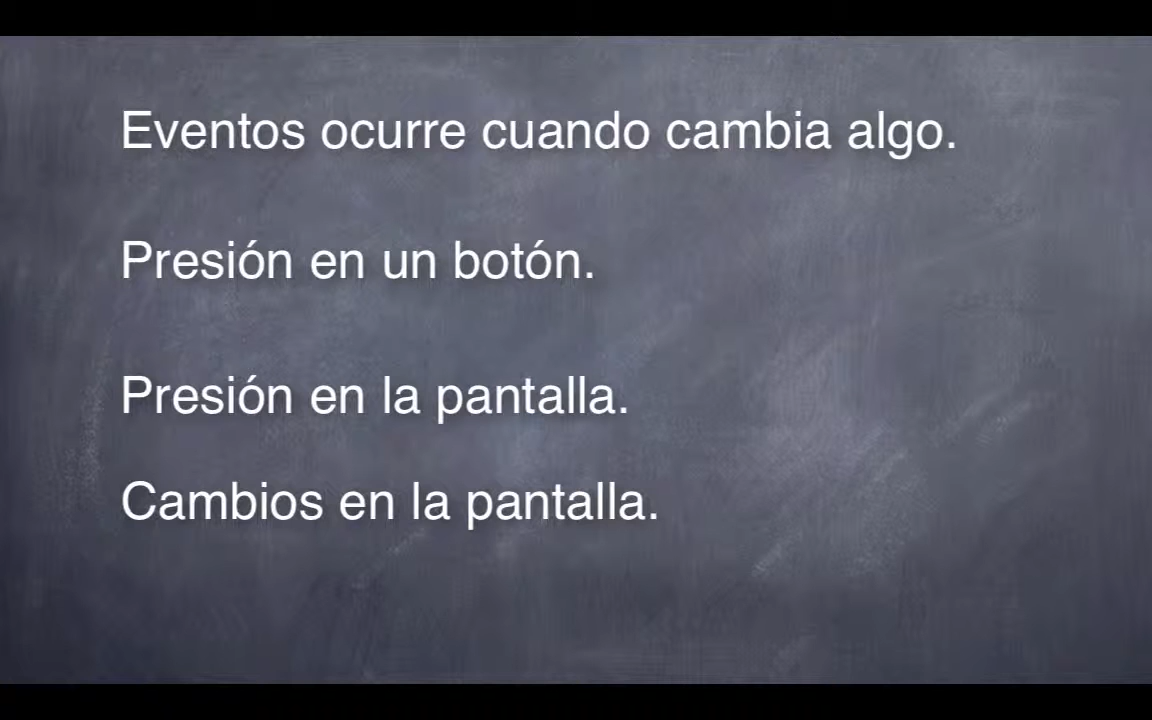 Eventos ocurre cuando cambia algo.
Presión en un botón.
Presión en la pantalla.
Cambios en la pantalla.